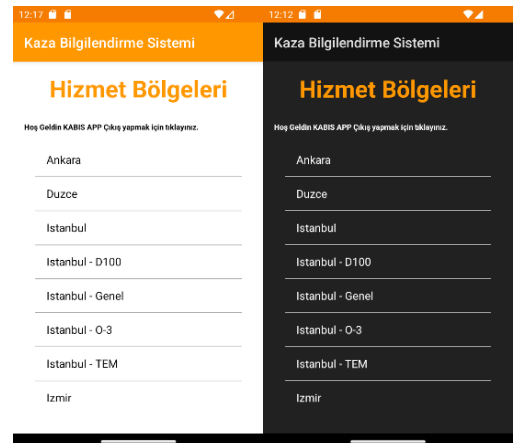 12:17
Kaza Bilgilendirme Sistemi
Hizmet Bölgeleri
Hoş Geldin KABIS APP Çıkış yapmak için tıklayınız.
Ankara
Duzce
Istanbul
Istanbul - D100
Istanbul - Genel
Istanbul - O-3
Istanbul - TEM
Izmir
12:12
Kaza Bilgilendirme Sistemi
Hizmet Bölgeleri
Hoş Geldin KABIS APP Çıkış yapmak için tıklayınız.
Ankara
Duzce
Istanbul
Istanbul - D100
Istanbul - Genel
Istanbul - O-3
Istanbul - TEM
Izmir